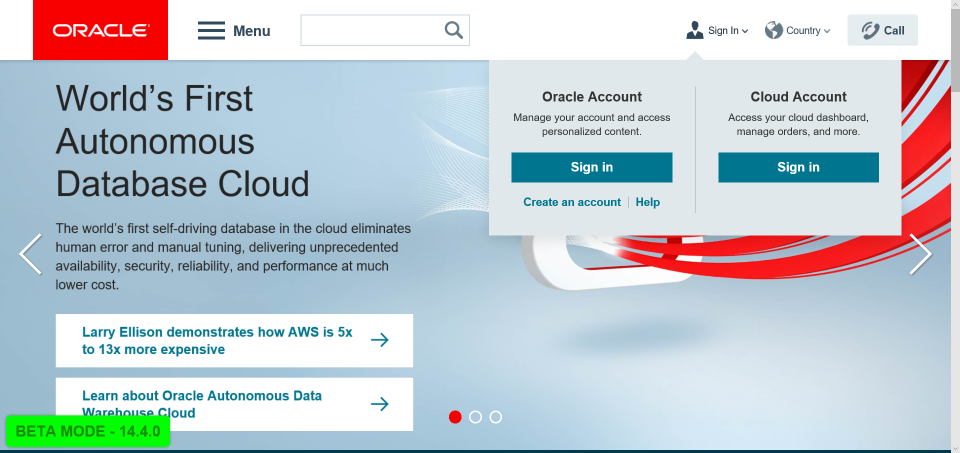 ORACLE
Menu
Sign In
Country
Call
World's First
Autonomous
Database Cloud
The world's first self-driving database in the cloud eliminates
human error and manual tuning, delivering unprecedented
availability, security, reliability, and performance at much
lower cost.
Larry Ellison demonstrates how AWS is 5x
to 13x more expensive
Learn about Oracle Autonomous Data
Warehouse Cloud
Oracle Account
Manage your account and access
personalized content.
Sign in
Create an account | Help
Cloud Account
Access your cloud dashboard,
manage orders, and more.
Sign in
BETA MODE - 14.4.0